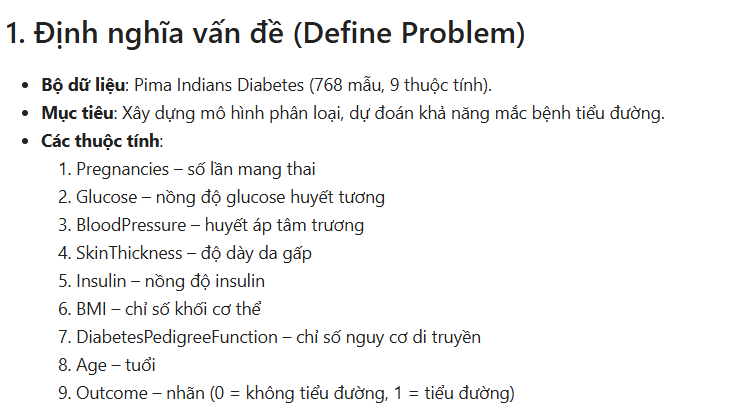 1. Định nghĩa vấn đề (Define Problem)
• Bộ dữ liệu: Pima Indians Diabetes (768 mẫu, 9 thuộc tính).
• Mục tiêu: Xây dựng mô hình phân loại, dự đoán khả năng mắc bệnh tiểu đường.
• Các thuộc tính:
1. Pregnancies – số lần mang thai
2. Glucose – nồng độ glucose huyết tương
3. BloodPressure – huyết áp tâm trương
4. SkinThickness – độ dày da gấp
5. Insulin – nồng độ insulin
6. BMI – chỉ số khối cơ thể
7. DiabetesPedigreeFunction – chỉ số nguy cơ di truyền
8. Age – tuổi
9. Outcome – nhãn (0 = không tiểu đường, 1 = tiểu đường)